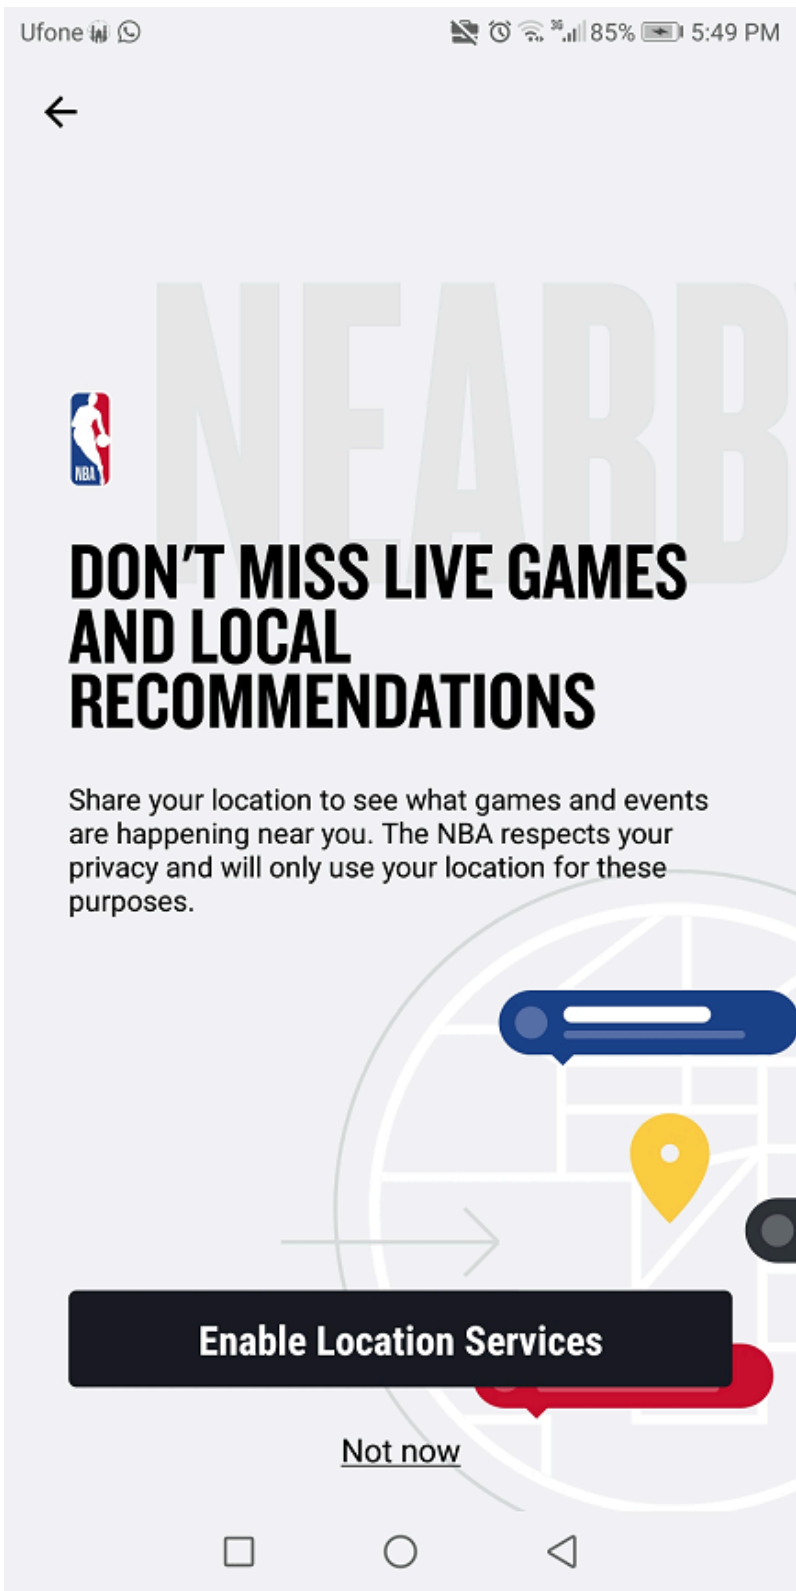 Ufone 3G 85% 5:49 PM
NEARBY
NBA
DON'T MISS LIVE GAMES
AND LOCAL
RECOMMENDATIONS
Share your location to see what games and events
are happening near you. The NBA respects your
privacy and will only use your location for these
purposes.
Enable Location Services
Not now